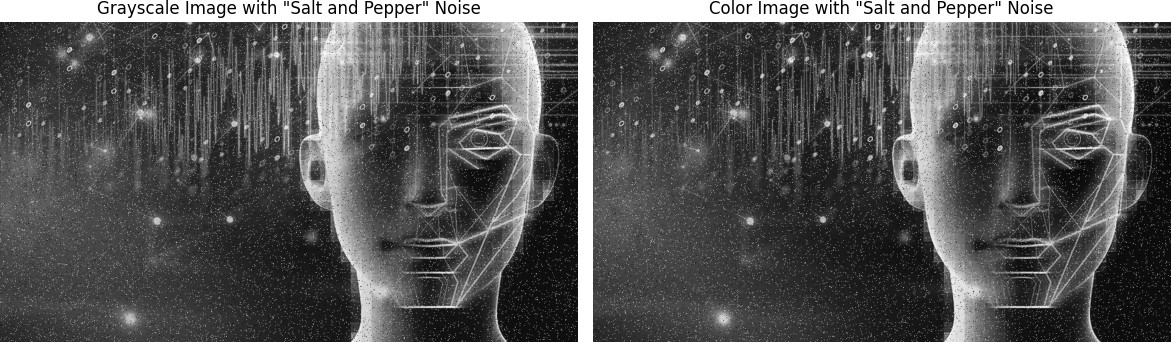 Grayscale Image with "Salt and Pepper" Noise
Color Image with "Salt and Pepper" Noise